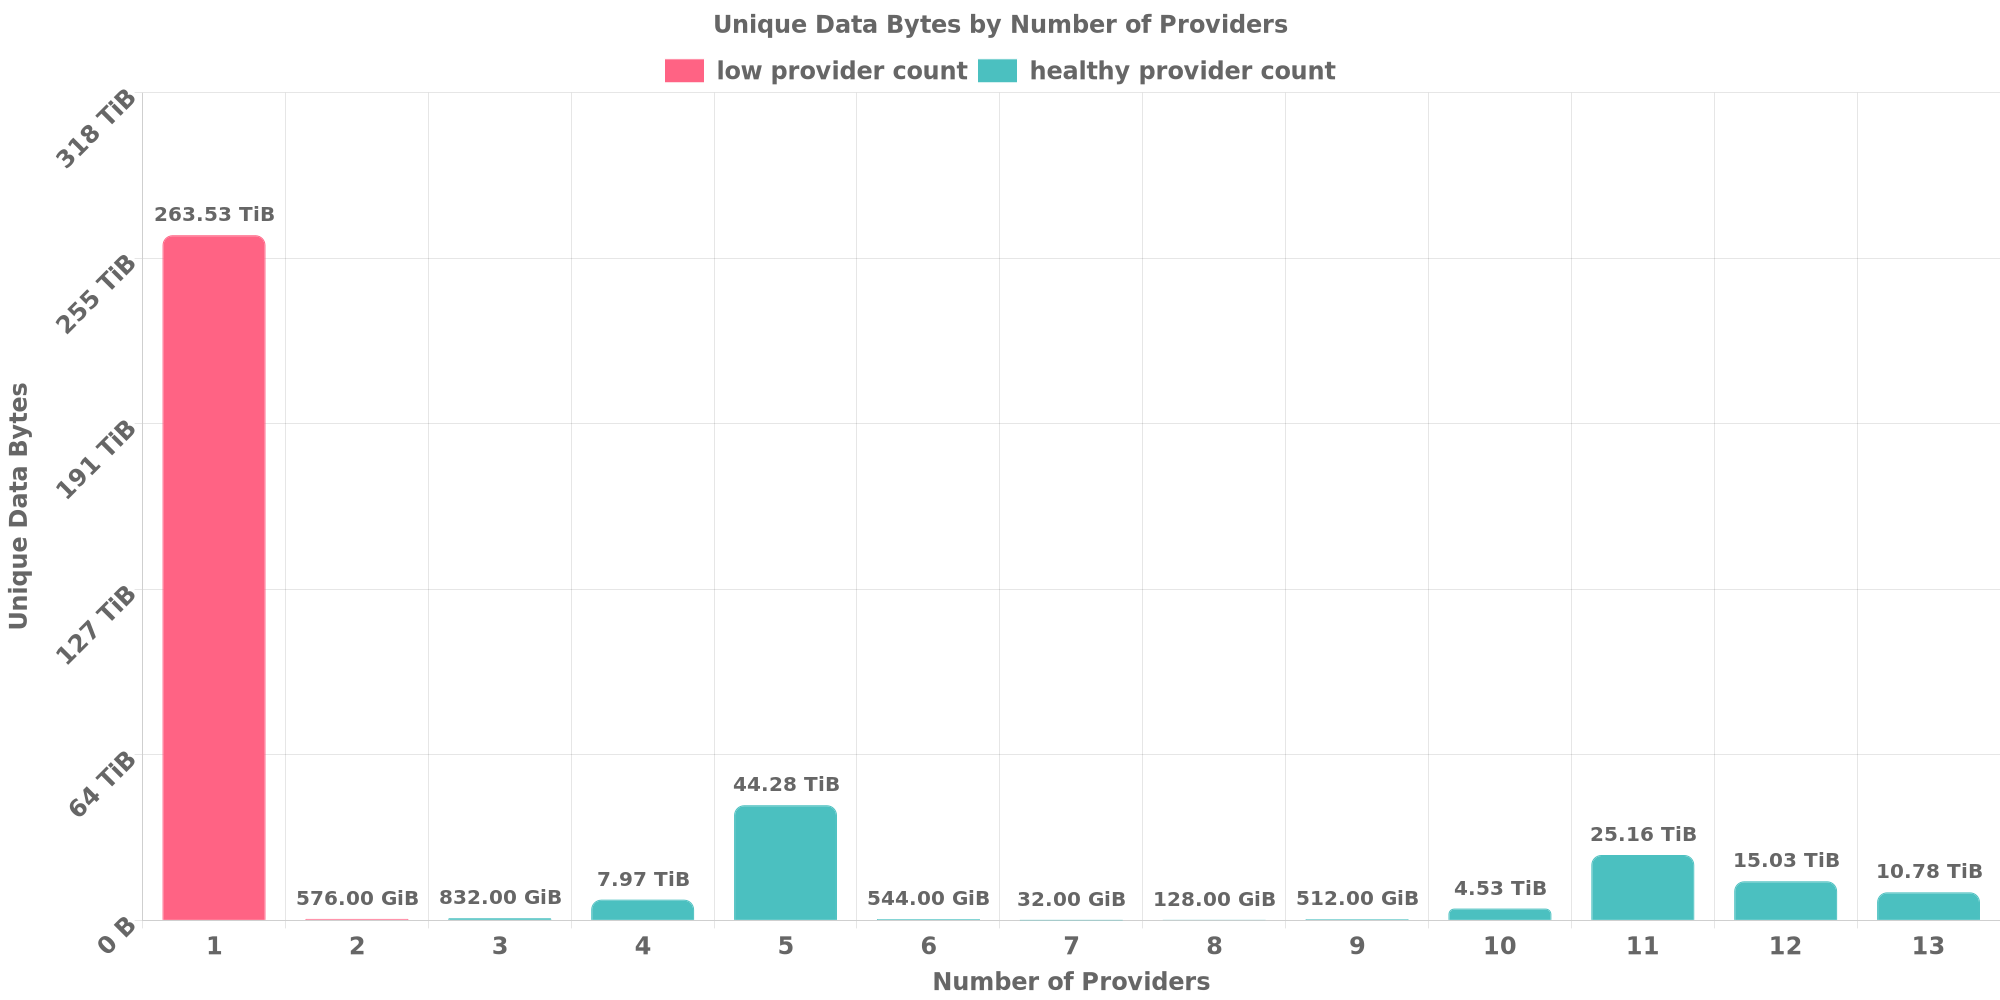 Unique Data Bytes by Number of Providers
low provider count healthy provider count
318 TiB
255 TiB
191 TiB
127 TiB
64 TiB
0 B
Unique Data Bytes
263.53 TiB
576.00 GiB
832.00 GiB
7.97 TiB
44.28 TiB
544.00 GiB
32.00 GiB
128.00 GiB
512.00 GiB
4.53 TiB
25.16 TiB
15.03 TiB
10.78 TiB
1 2 3 4 5 6 7 8 9 10 11 12 13
Number of Providers